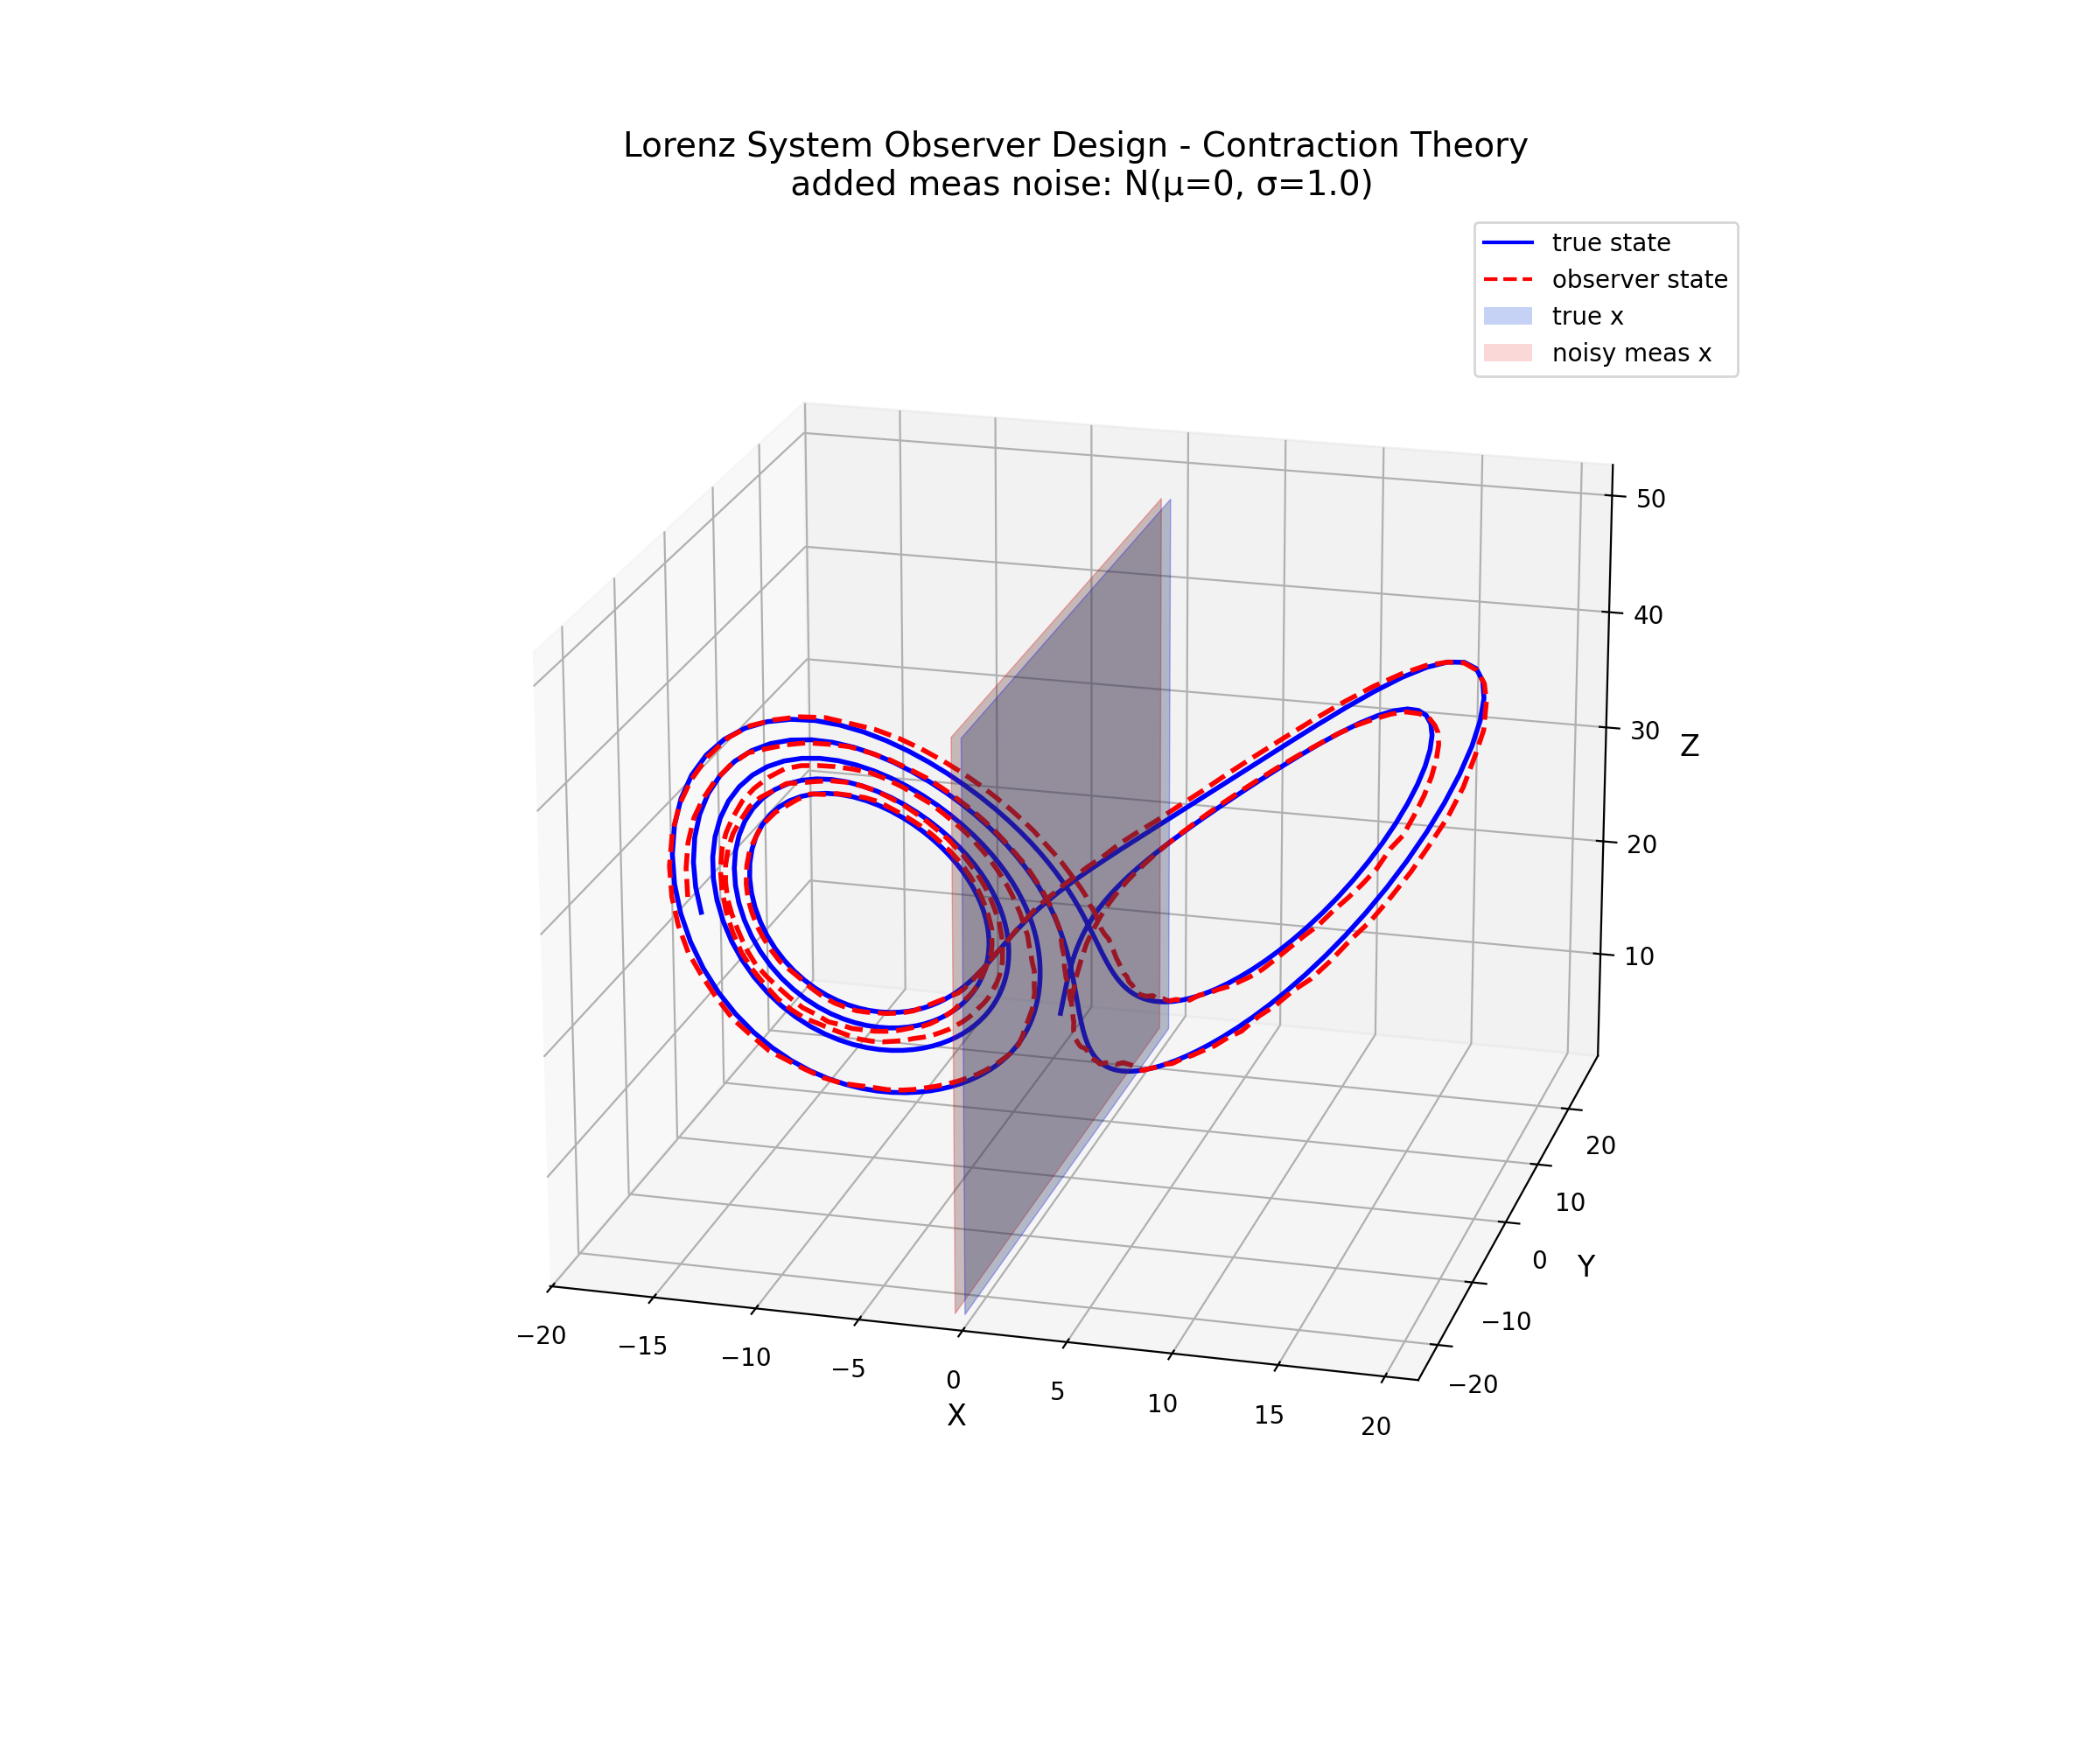 Lorenz System Observer Design - Contraction Theory
added meas noise: N(μ=0, σ=1.0)
true state
observer state
true x
noisy meas x
50
40
30
Z
20
10
20
10
0
Y
−10
−20
−20
−15
−10
−5
0
5
10
15
20
X